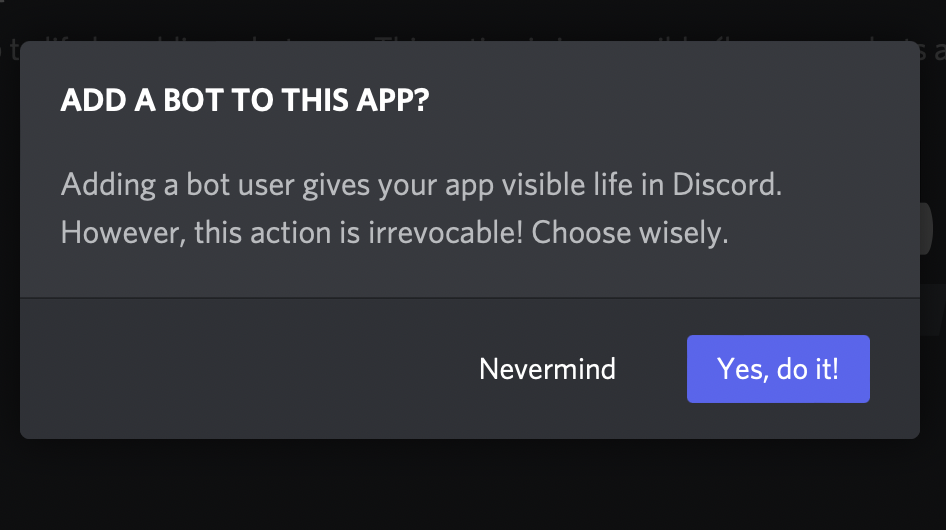 ADD A BOT TO THIS APP?
Adding a bot user gives your app visible life in Discord.
However, this action is irrevocable! Choose wisely.
Nevermind
Yes, do it!